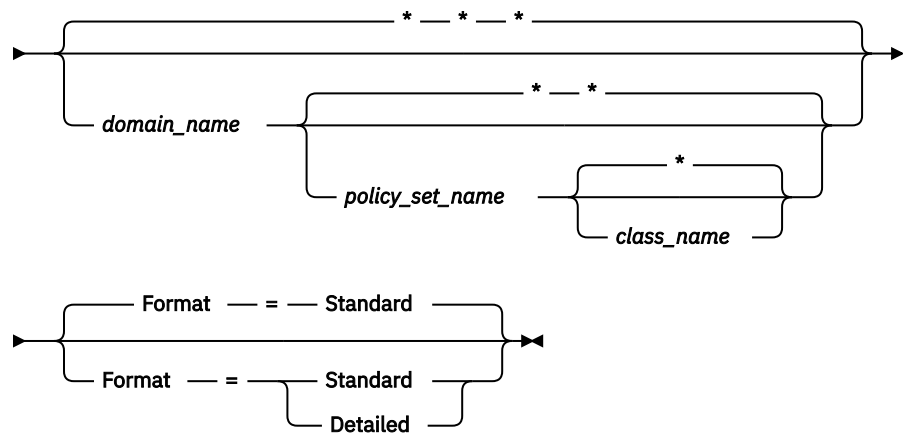 * * *
* *
domain_name
*
policy_set_name
class_name
Format = Standard
Format = Standard
Detailed